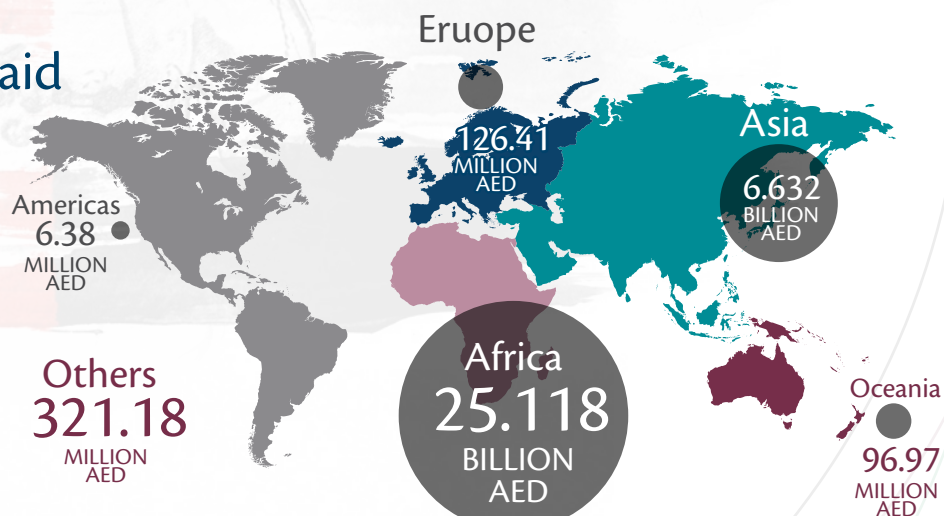 Eruope
aid
126.41
MILLION
AED
Asia
6.632
BILLION
AED
Americas
6.38
MILLION
AED
Africa
25.118
BILLION
AED
Others
321.18
MILLION
AED
Oceania
96.97
MILLION
AED